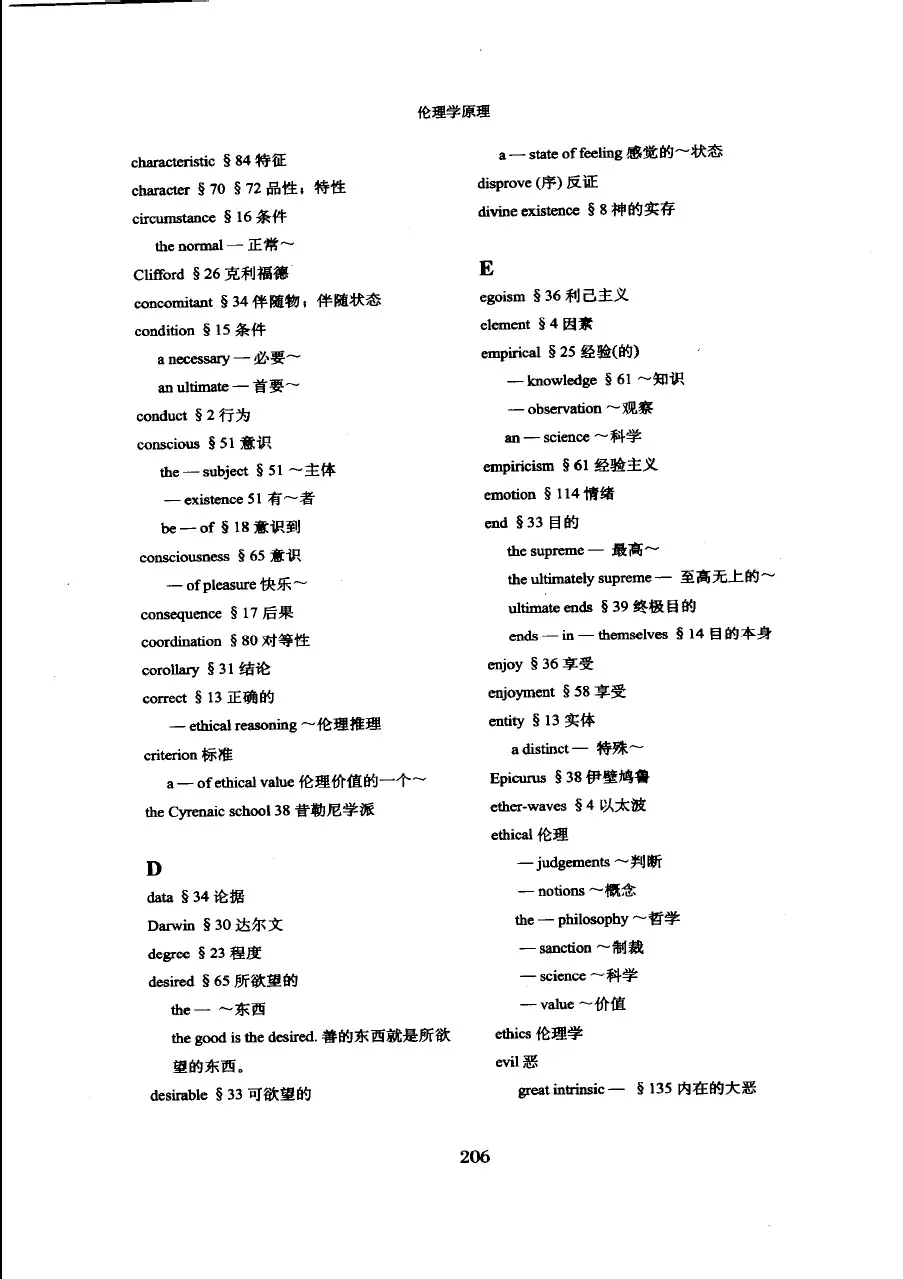 伦理学原理
characteristic § 84 特征
character § 70 § 72 品性；特性
circumstance § 16 条件
the normal — 正常～
Clifford § 26 克利福德
concomitant § 34 伴随物；伴随状态
condition § 15 条件
a necessary — 必要～
an ultimate — 首要～
conduct § 2 行为
conscious § 51 意识
the — subject § 51 ～主体
— existence 51 有～者
be — of § 18 意识到
consciousness § 65 意识
— of pleasure 快乐～
consequence § 17 后果
coordination § 80 对等性
corollary § 31 结论
correct § 13 正确的
— ethical reasoning ～伦理推理
criterion 标准
a — of ethical value 伦理价值的一个～
the Cyrenaic school 38 昔勒尼学派
D
data § 34 论据
Darwin § 30 达尔文
degree § 23 程度
desired § 65 所欲望的
the — ～东西
the good is the desired. 善的东西就是所欲
望的东西。
desirable § 33 可欲望的
a — state of feeling 感觉的～状态
disprove (序) 反证
divine existence § 8 神的实存
E
egoism § 36 利己主义
element § 4 因素
empirical § 25 经验(的)
— knowledge § 61 ～知识
— observation ～观察
an — science ～科学
empiricism § 61 经验主义
emotion § 114 情绪
end § 33 目的
the supreme — 最高～
the ultimately supreme — 至高无上的～
ultimate ends § 39 终极目的
ends — in — themselves § 14 目的本身
enjoy § 36 享受
enjoyment § 58 享受
entity § 13 实体
a distinct — 特殊～
Epicurus § 38 伊壁鸠鲁
ether-waves § 4 以太波
ethical 伦理
— judgements ～判断
— notions ～概念
the — philosophy ～哲学
— sanction ～制裁
— science ～科学
— value ～价值
ethics 伦理学
evil 恶
great intrinsic — § 135 内在的大恶
206